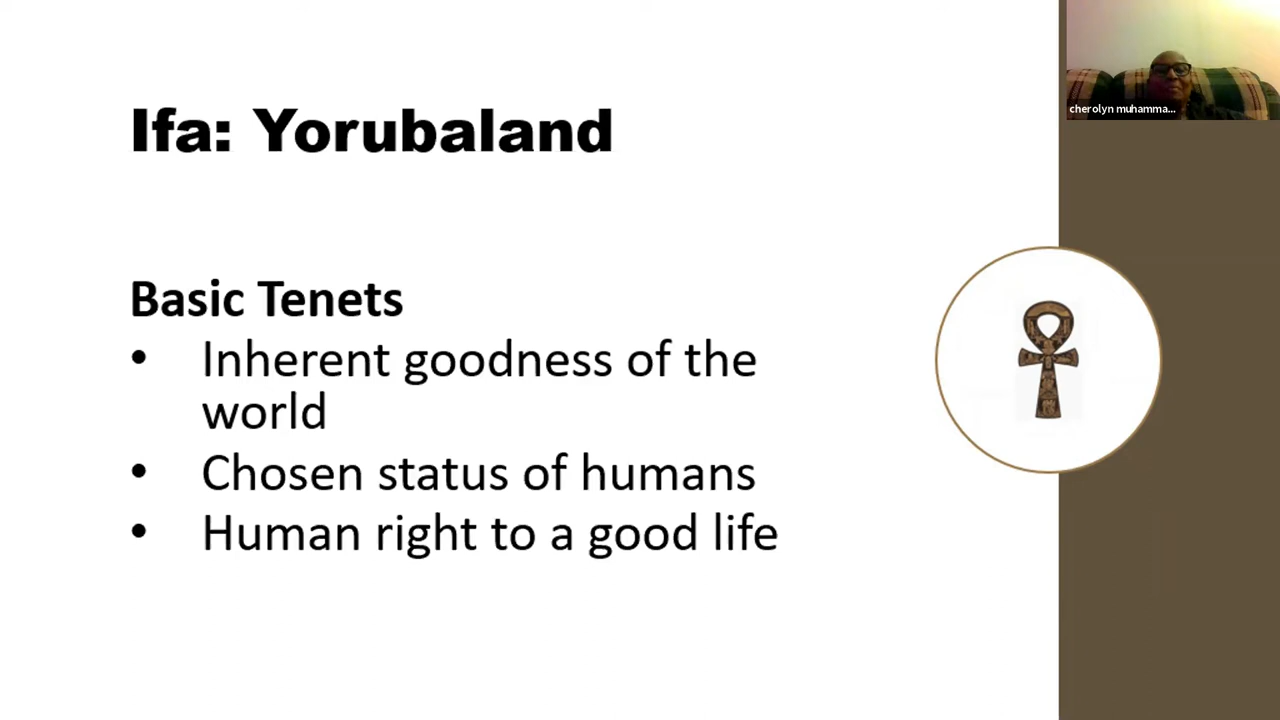 Ifa: Yorubaland
cherolyn muhamma...
Basic Tenets
• Inherent goodness of the
world
• Chosen status of humans
• Human right to a good life